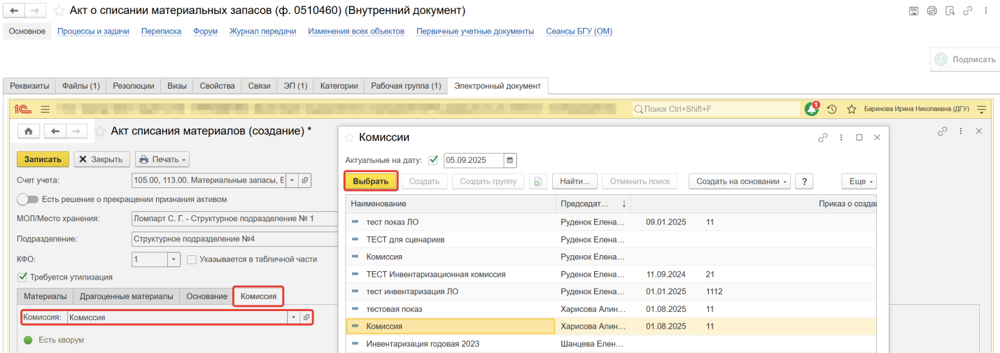 Акт о списании материальных запасов (ф. 0510460) (Внутренний документ)
Основное Процессы и задачи Переписка Форум Журнал передачи Изменения всех объектов Первичные учетные документы Сеансы БГУ (ОМ)
Подписать
Реквизиты Файлы (1) Резолюции Визы Свойства Связи ЭП (1) Категории Рабочая группа (1) Электронный документ
1С Поиск Ctrl+Shift+F 1 Баринова Ирина Николаевна (ДГУ)
Акт списания материалов (создание) *
Записать Закрыть Печать
Счет учета: 105.00, 113.00. Материальные запасы, Б
Есть решение о прекращении признания активом
МОЛ/Место хранения: Ломпарт С. Г. - Структурное подразделение № 1
Подразделение: Структурное подразделение №4
КФО: 1 Указывается в табличной части
Требуется утилизация
Материалы Драгоценные материалы Основание Комиссия
Комиссия: Комиссия
Есть кворум
Комиссии
Актуальные на дату: 05.09.2025
Выбрать Создать Создать группу Найти... Отменить поиск Создать на основании ? Еще
Наименование Председат... ↓ Приказ о создан
тест показ ЛО Руденок Елена... 09.01.2025 11
ТЕСТ для сценариев Руденок Елена...
Комиссия Руденок Елена...
ТЕСТ Инвентаризационная комиссия Руденок Елена... 11.09.2024 21
тест инвентаризация ЛО Руденок Елена... 01.01.2025 1112
тестовая показ Харисова Алин... 01.08.2025 11
Комиссия Харисова Алин... 01.08.2025 11
Инвентаризация годовая 2023 Шанцева Елен...